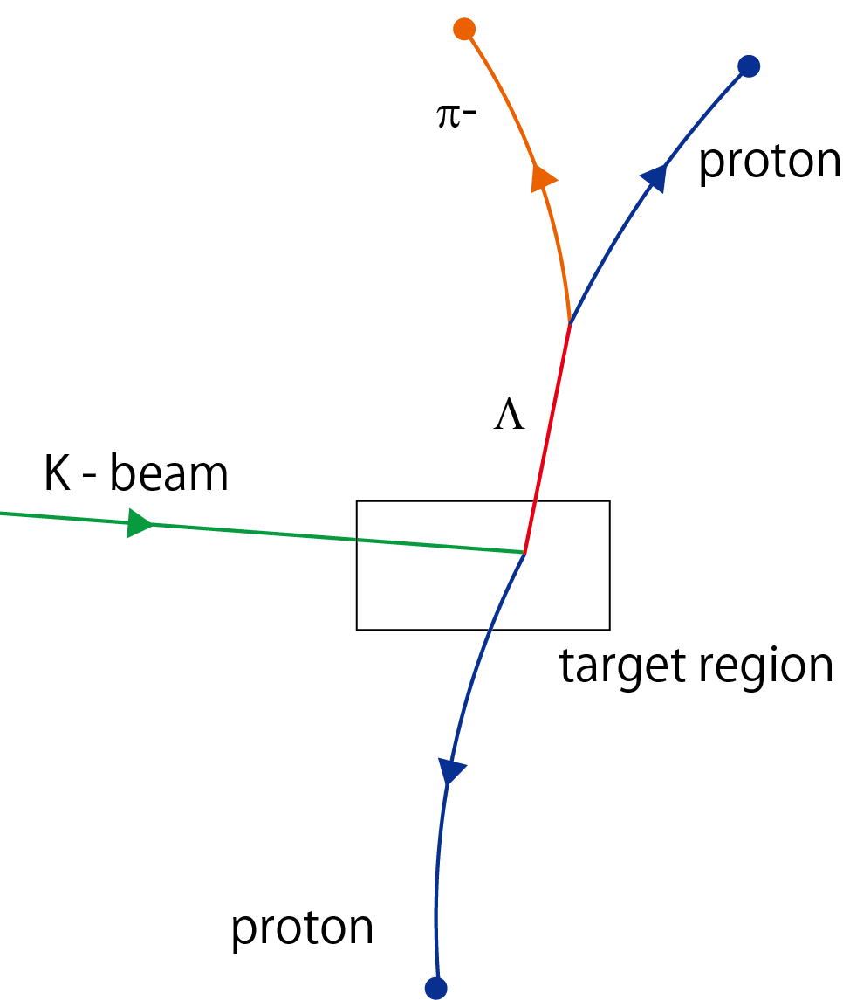 π-
proton
Λ
K - beam
target region
proton